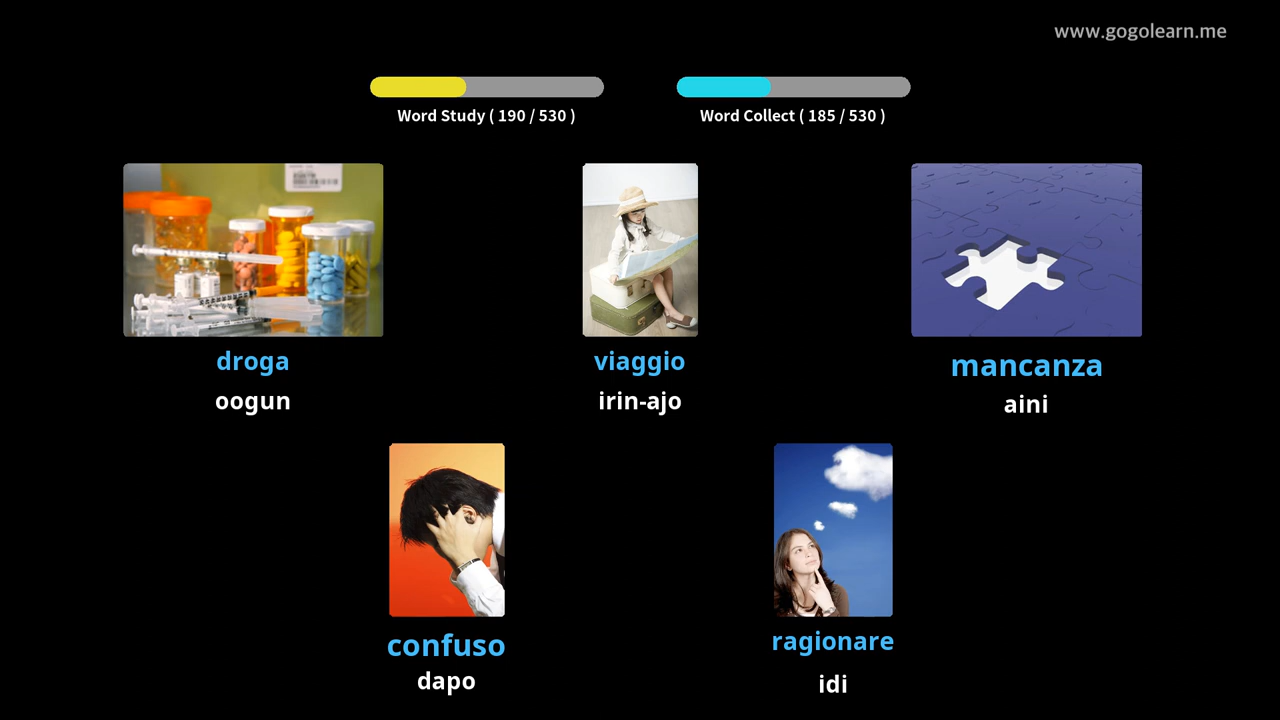 www.gogolearn.me
Word Study ( 190 / 530 )
Word Collect ( 185 / 530 )
droga
oogun
viaggio
irin-ajo
mancanza
aini
confuso
dapo
ragionare
idi